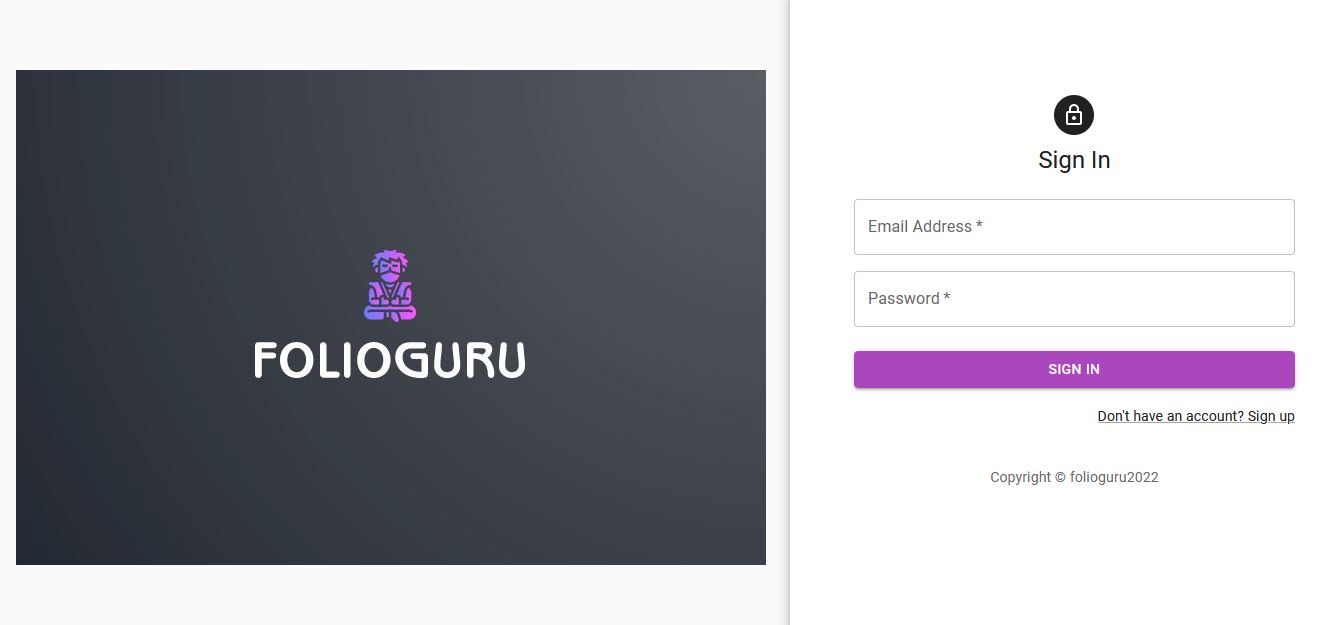 FOLIOGURU
Sign In
Email Address *
Password *
SIGN IN
Don't have an account? Sign up
Copyright © folioguru2022